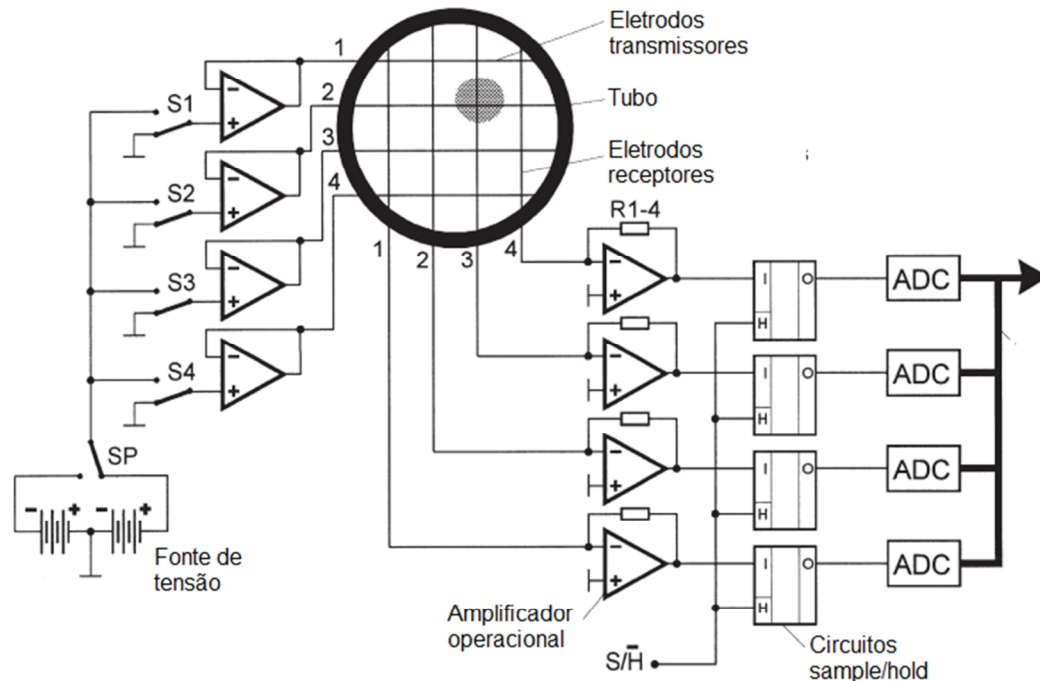 Eletrodos
transmissores
Tubo
Eletrodos
receptores
1
2
3
4
S1
S2
S3
S4
SP
- +
- +
- +
- +
- + - +
Fonte de
tensão
1 2 3 4
R1-4
- +
- +
- +
- +
I O
H
I O
H
I O
H
I O
H
ADC
ADC
ADC
ADC
;
Amplificador
operacional
S/H̅
Circuitos
sample/hold